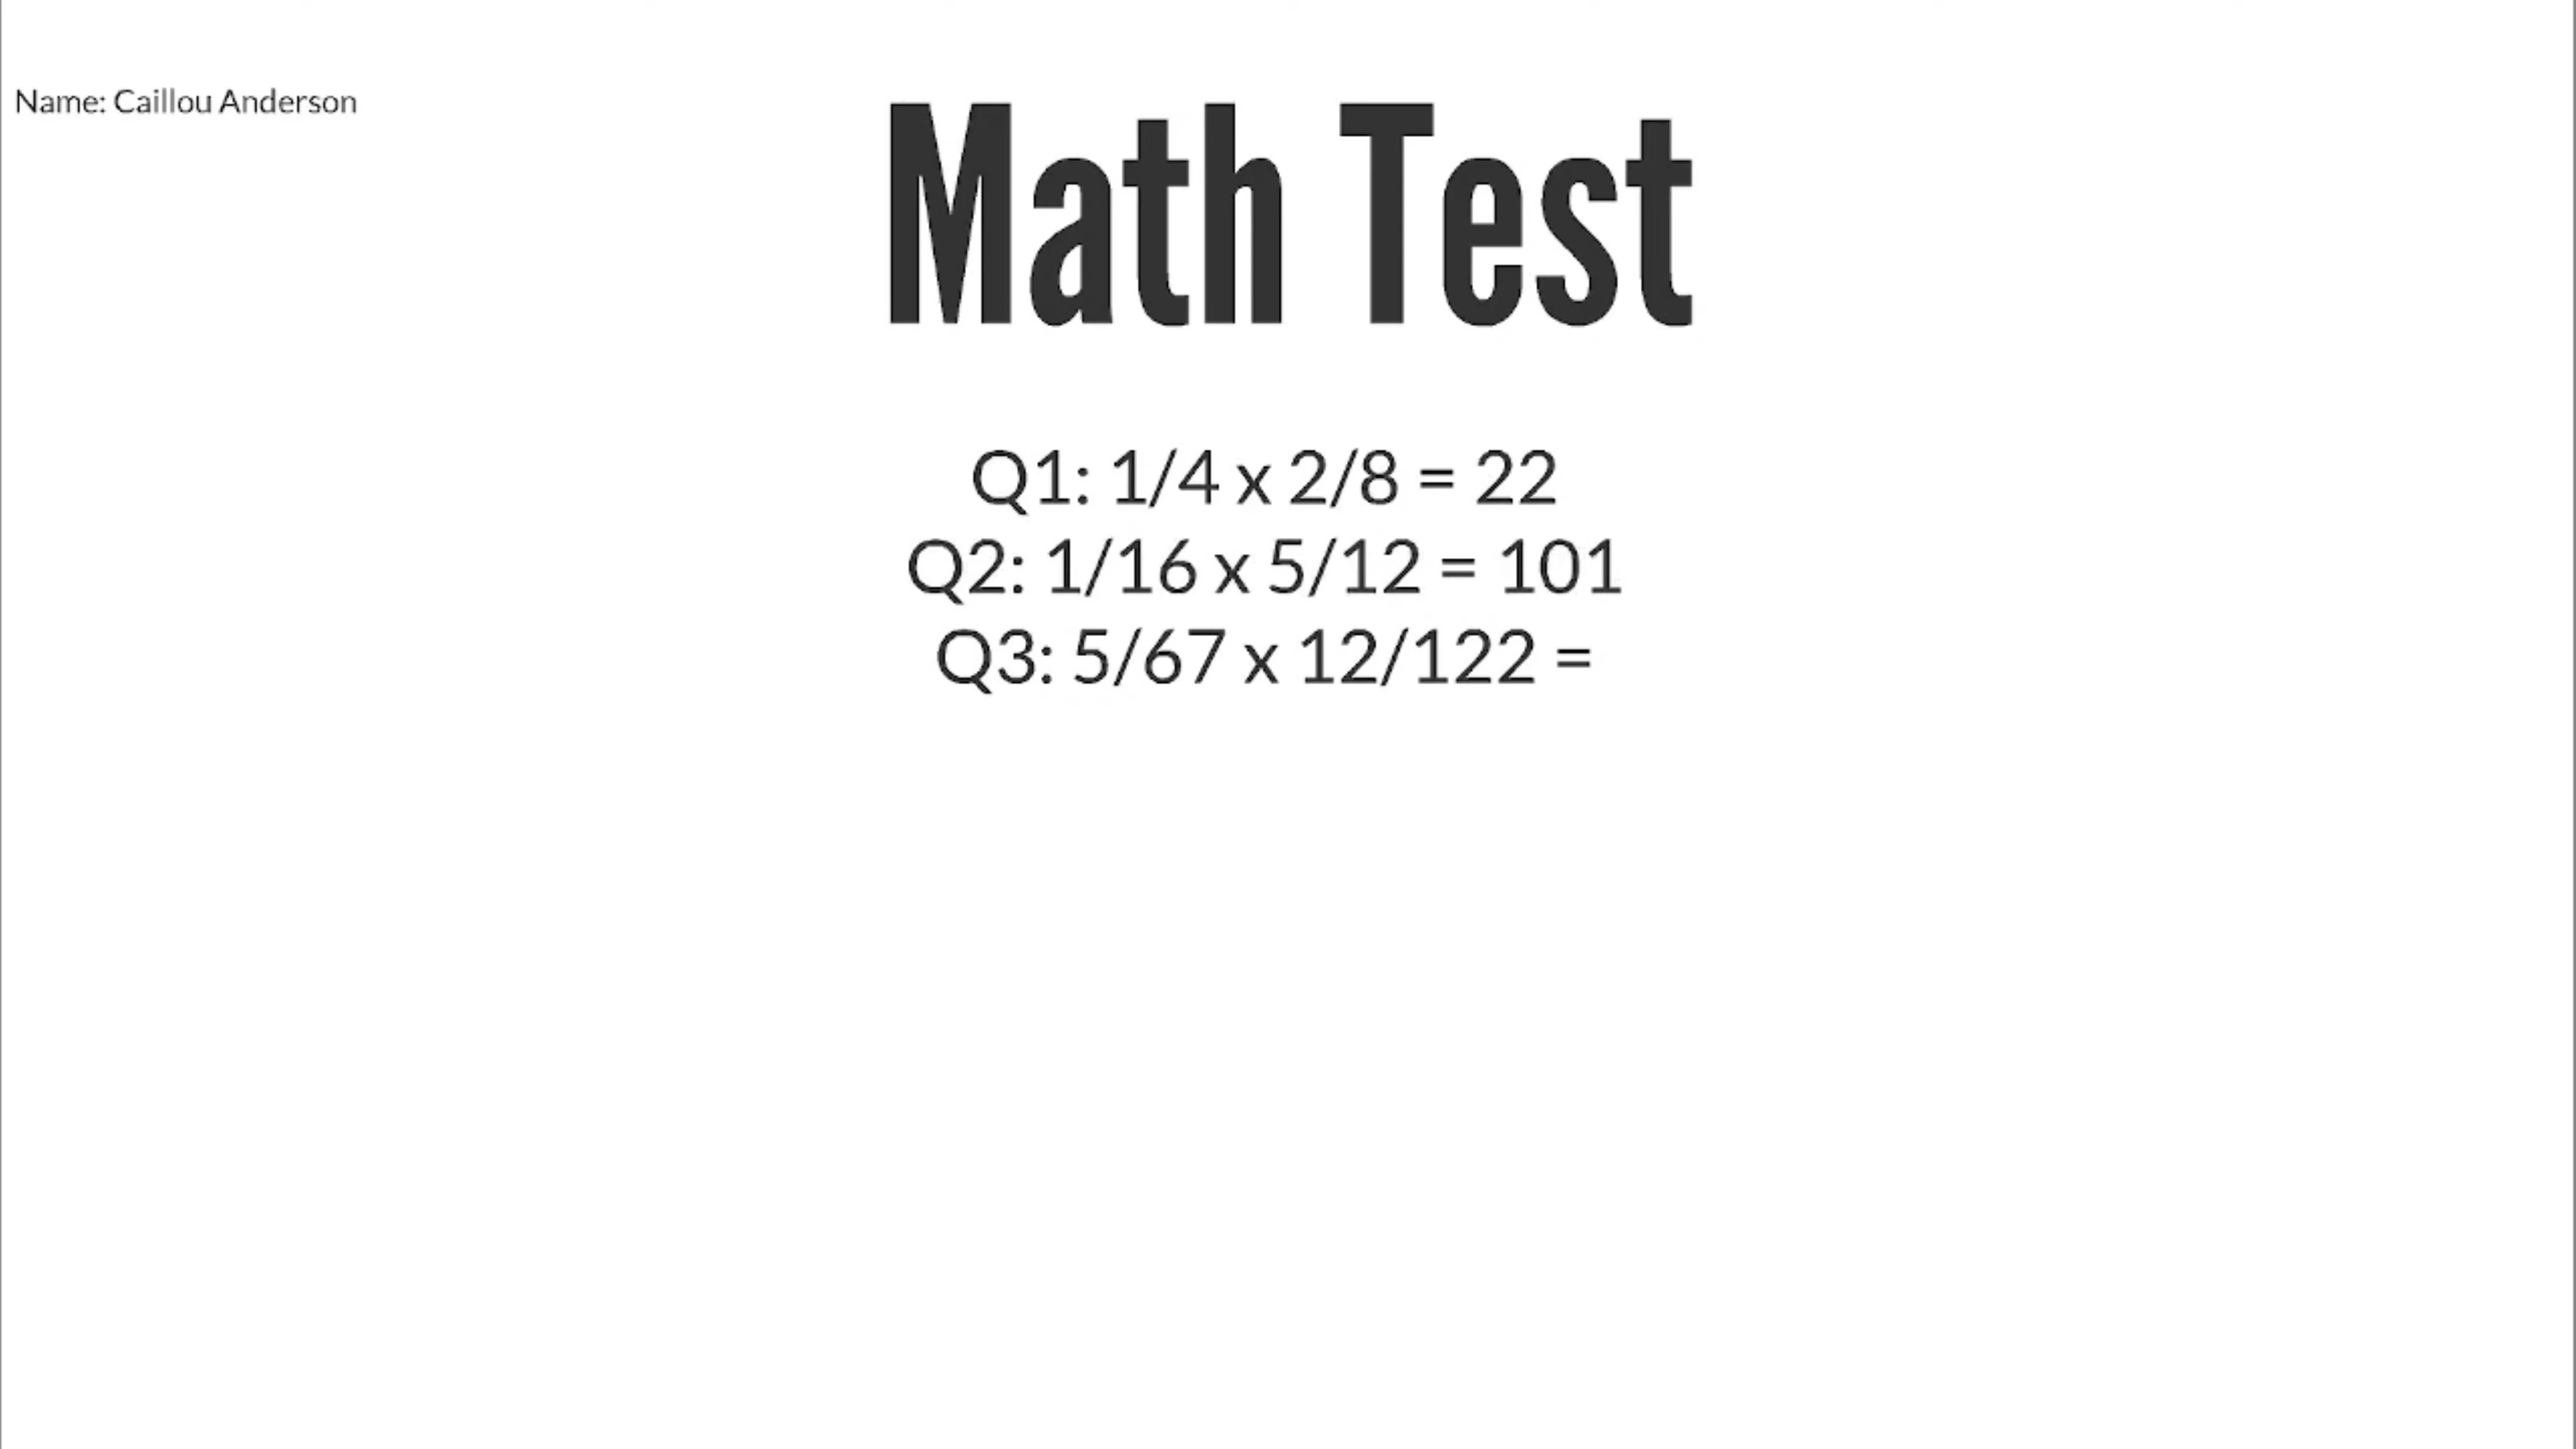 Name: Caillou Anderson
Math Test
Q1: 1/4 x 2/8 = 22
Q2: 1/16 x 5/12 = 101
Q3: 5/67 x 12/122 =